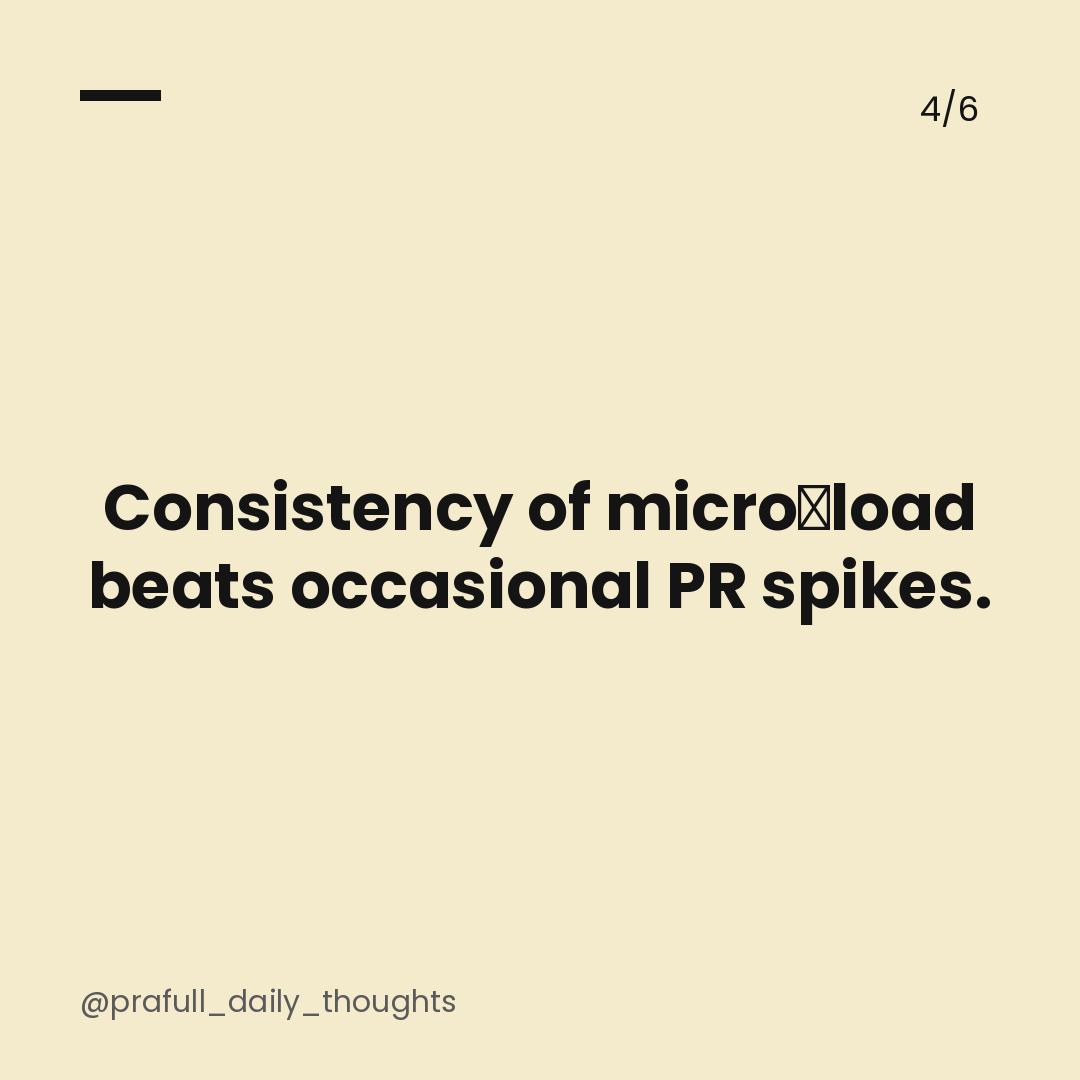 4/6
Consistency of micro☒load
beats occasional PR spikes.
@prafull_daily_thoughts